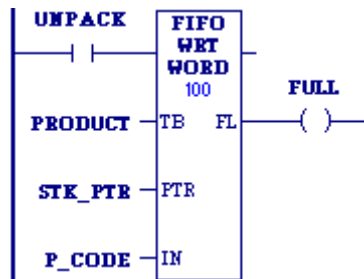 UNPACK
FIFO
WRT
WORD
100
FULL
PRODUCT TB FL
STK_PTR PTR
P_CODE IN